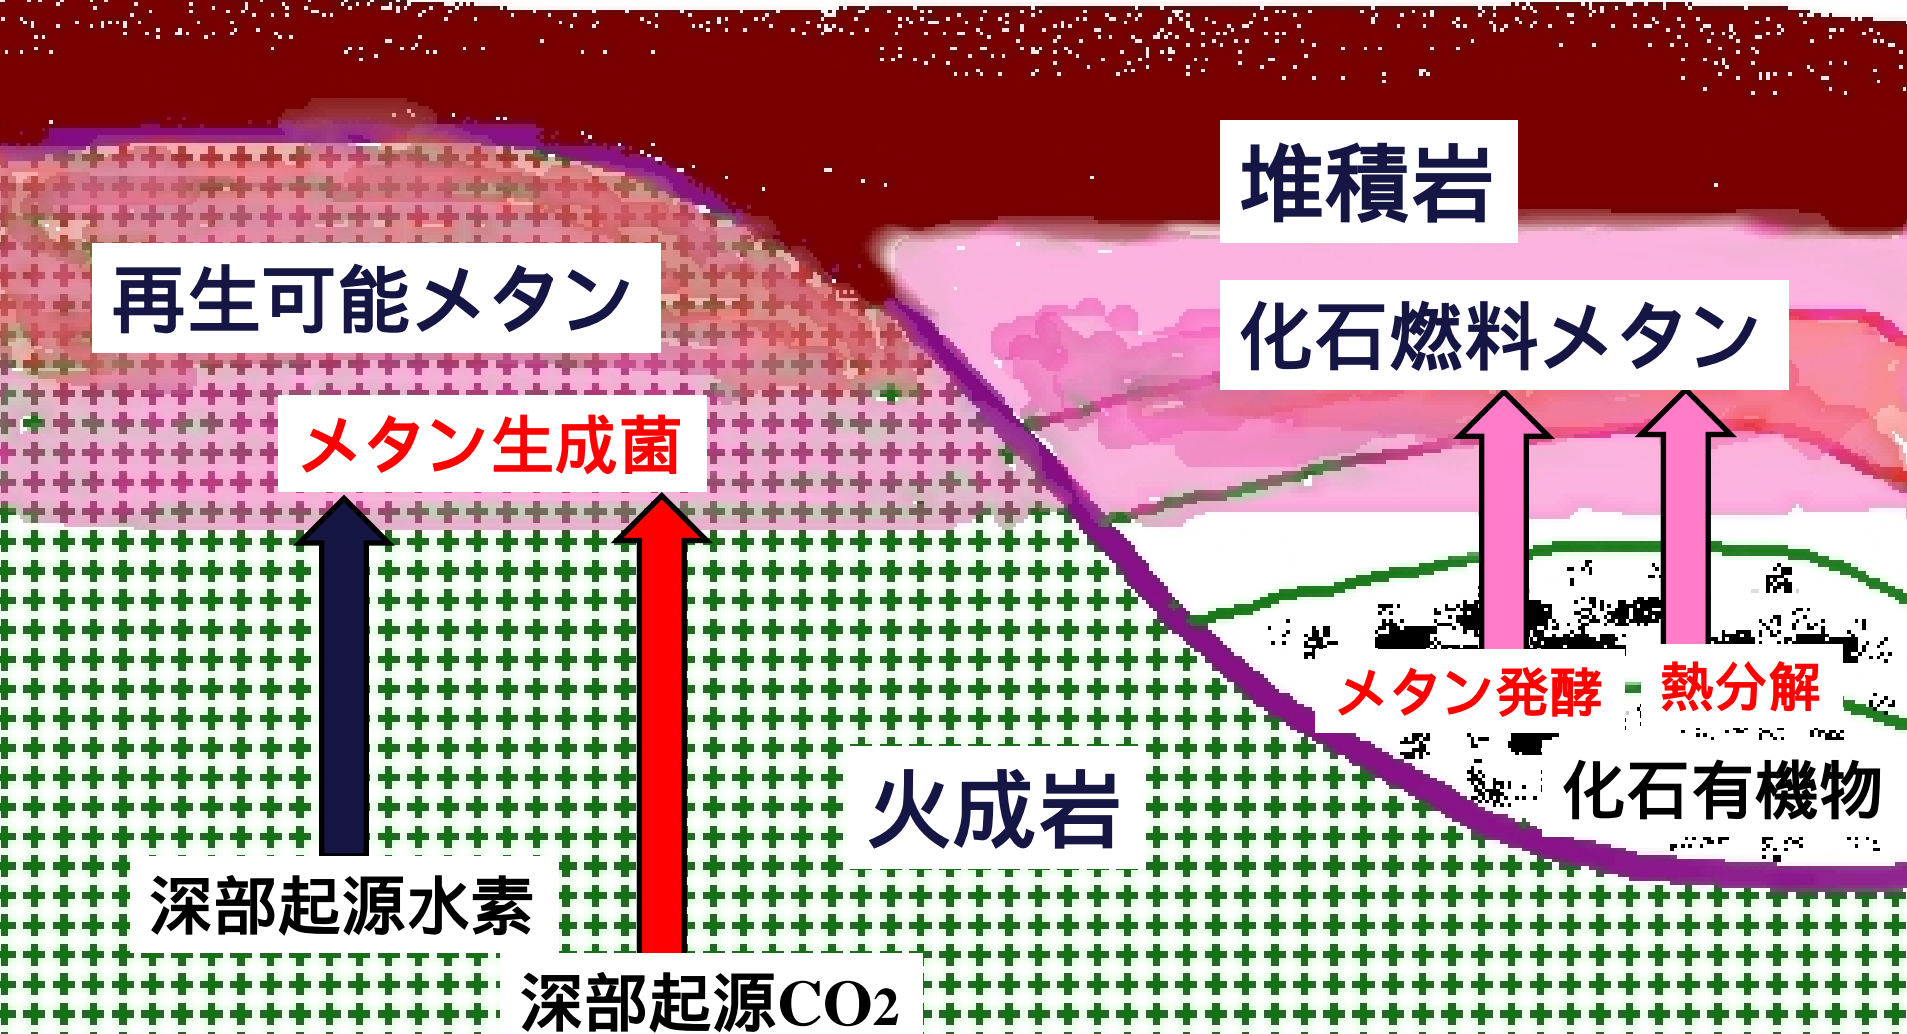 堆積岩
再生可能メタン
化石燃料メタン
メタン生成菌
メタン発酵
熱分解
火成岩
化石有機物
深部起源水素
深部起源CO2